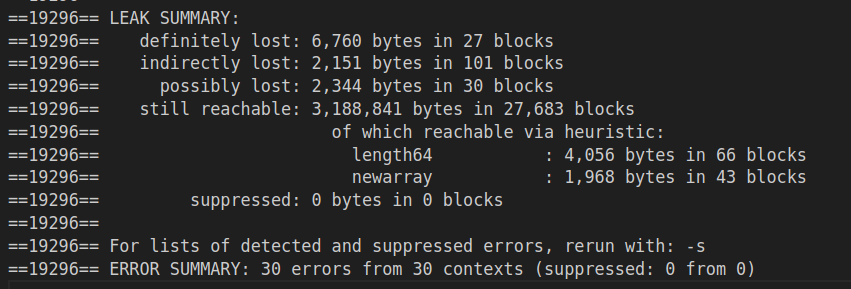 ==19296== LEAK SUMMARY:
==19296==    definitely lost: 6,760 bytes in 27 blocks
==19296==    indirectly lost: 2,151 bytes in 101 blocks
==19296==      possibly lost: 2,344 bytes in 30 blocks
==19296==    still reachable: 3,188,841 bytes in 27,683 blocks
==19296==                       of which reachable via heuristic:
==19296==                         length64           : 4,056 bytes in 66 blocks
==19296==                         newarray           : 1,968 bytes in 43 blocks
==19296==         suppressed: 0 bytes in 0 blocks
==19296==
==19296== For lists of detected and suppressed errors, rerun with: -s
==19296== ERROR SUMMARY: 30 errors from 30 contexts (suppressed: 0 from 0)